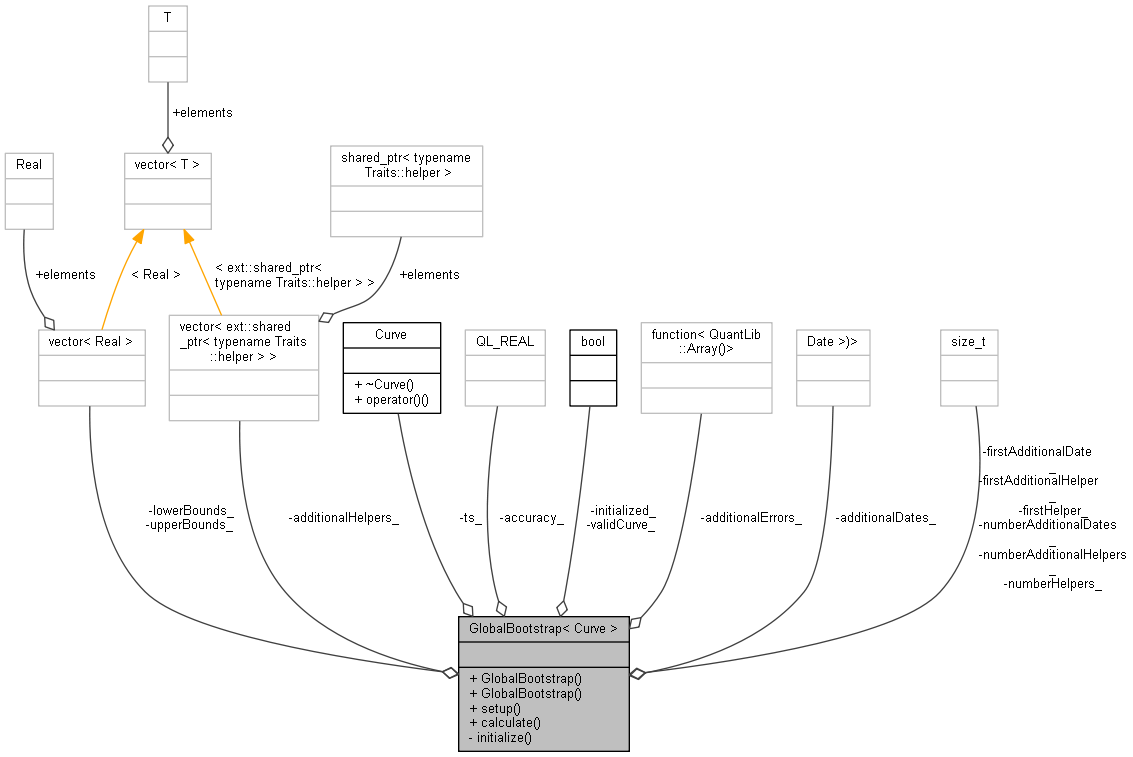 T
+elements
Real
vector< T >
shared_ptr< typename
Traits::helper >
+elements
< Real >
< ext::shared_ptr<
typename Traits::helper > >
+elements
vector< Real >
vector< ext::shared
_ptr< typename Traits
::helper > >
Curve
+ ~Curve()
+ operator()()
QL_REAL
bool
function< QuantLib
::Array()>
Date >)>
size_t
-lowerBounds_
-upperBounds_
-additionalHelpers_
-ts_
-accuracy_
-initialized_
-validCurve_
-additionalErrors_
-additionalDates_
-firstAdditionalDate
_
-firstAdditionalHelper
_
-firstHelper_
-numberAdditionalDates
_
-numberAdditionalHelpers
_
-numberHelpers_
GlobalBootstrap< Curve >
+ GlobalBootstrap()
+ GlobalBootstrap()
+ setup()
+ calculate()
- initialize()